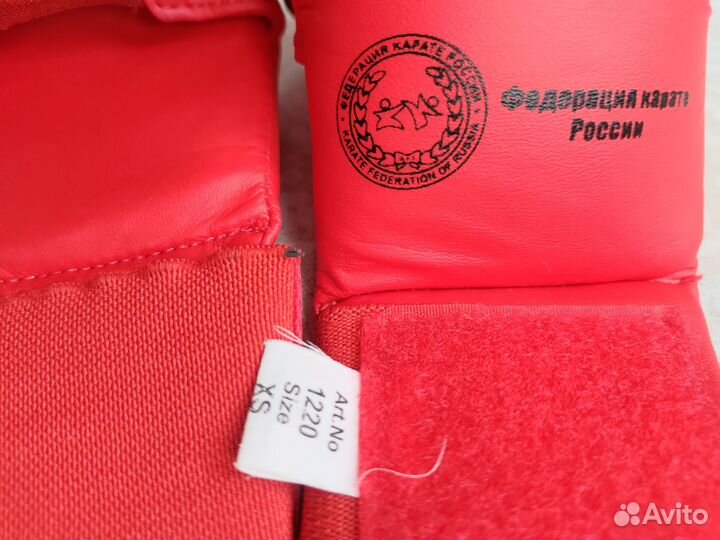 ФЕДЕРАЦИЯ КАРАТЕ РОССИИ
KARATE FEDERATION OF RUSSIA
Федерация карате
России
Art.No
1220
Size
XS
Avito